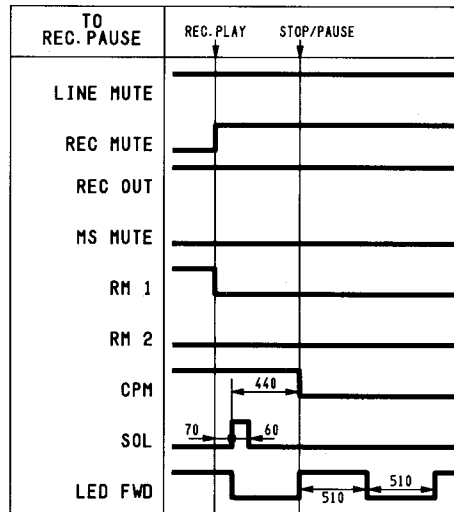 TO
REC. PAUSE
REC. PLAY
STOP/PAUSE
LINE MUTE
REC MUTE
REC OUT
MS MUTE
RM 1
RM 2
CPM
440
SOL
70
60
LED FWD
510
510